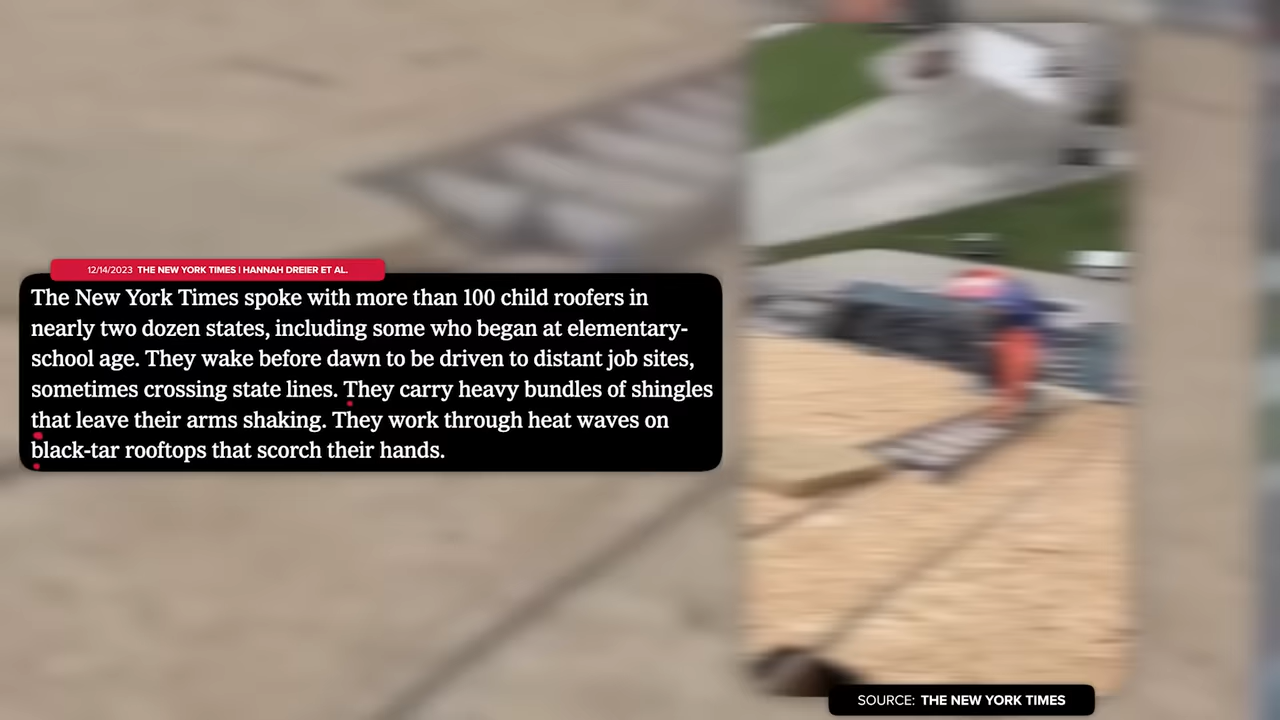 12/14/2023 THE NEW YORK TIMES | HANNAH DREIER ET AL.
The New York Times spoke with more than 100 child roofers in
nearly two dozen states, including some who began at elementary-
school age. They wake before dawn to be driven to distant job sites,
sometimes crossing state lines. They carry heavy bundles of shingles
that leave their arms shaking. They work through heat waves on
black-tar rooftops that scorch their hands.
SOURCE: THE NEW YORK TIMES